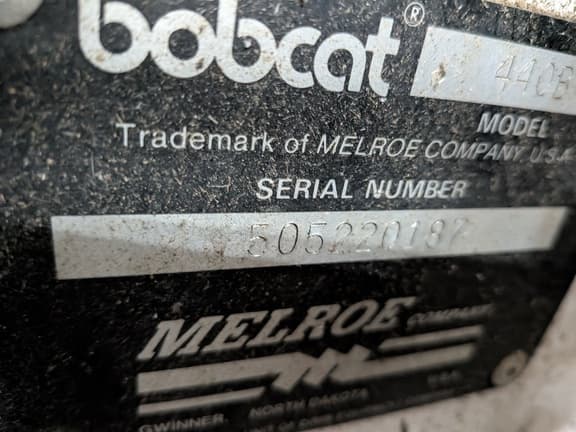 bobcat®
440B
MODEL
Trademark of MELROE COMPANY U.S.A.
SERIAL NUMBER
505220187
MELROE COMPANY
GWINNER, NORTH DAKOTA U.S.A.